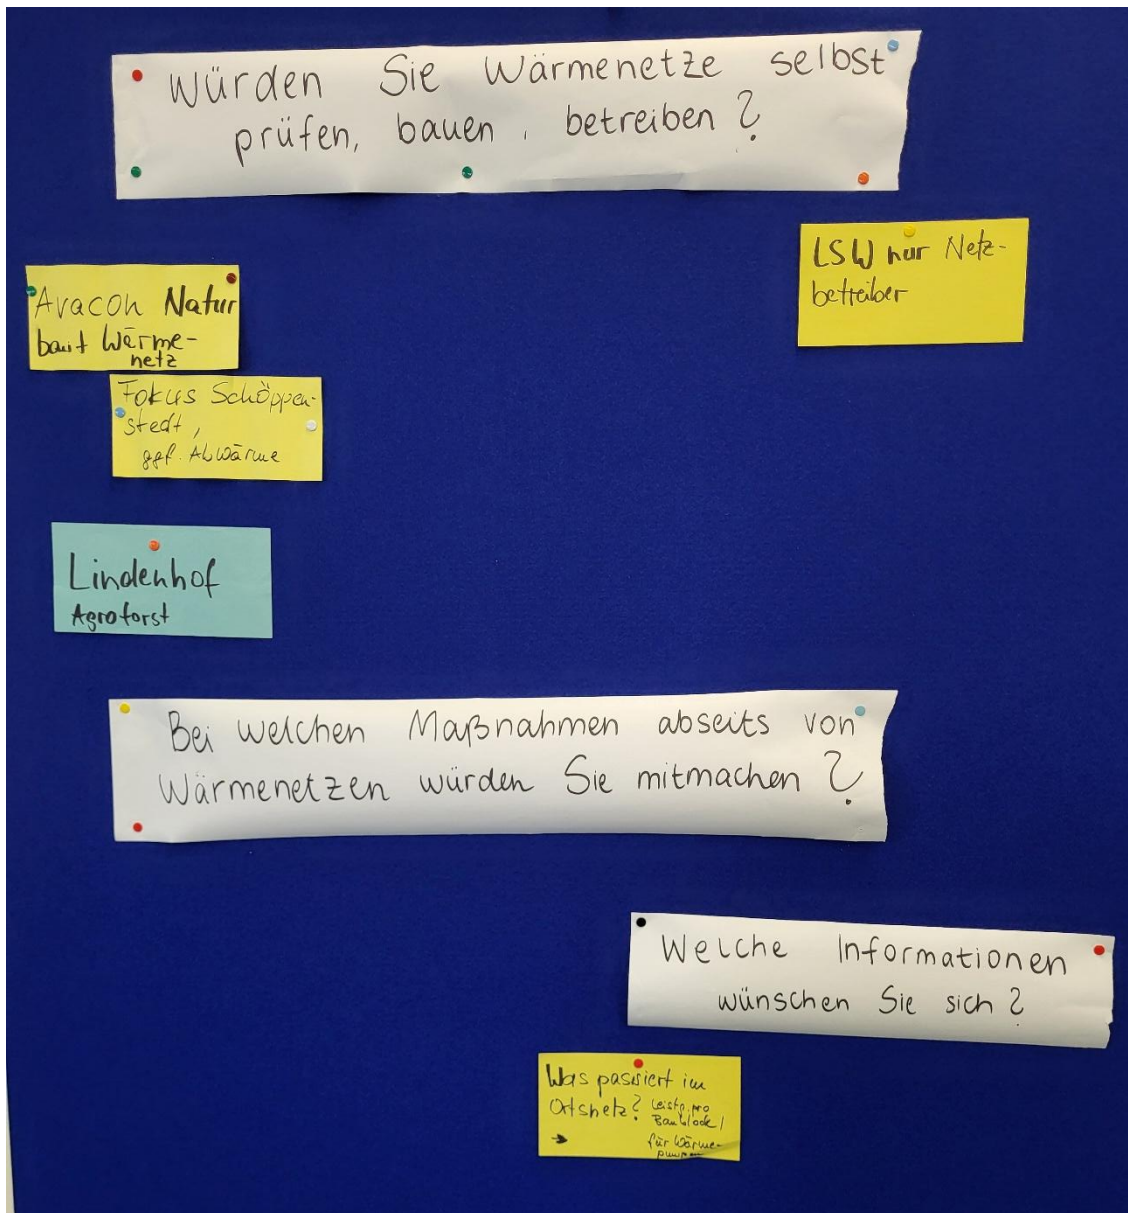 Würden Sie Wärmenetze selbst
prüfen, bauen, betreiben?
LSW nur Netz-
betreiber
Avacon Natur
baut Wärme-
netz
Fokus Schöppen-
stedt,
ggf. Abwärme
Lindenhof
Agroforst
Bei welchen Maßnahmen abseits von
Wärmenetzen würden Sie mitmachen?
Welche Informationen
wünschen Sie sich?
Was passiert im
Ortsnetz? Leistg. pro
Baublock /
→ für Wärme-
pumpen